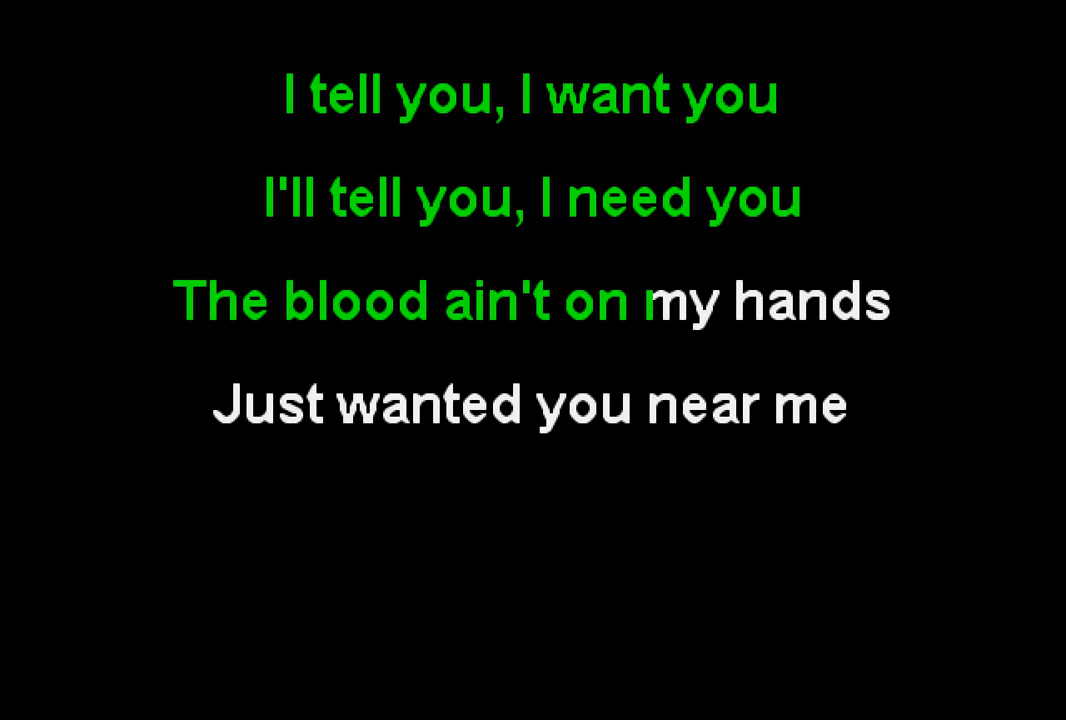 I tell you, I want you
I'll tell you, I need you
The blood ain't on my hands
Just wanted you near me